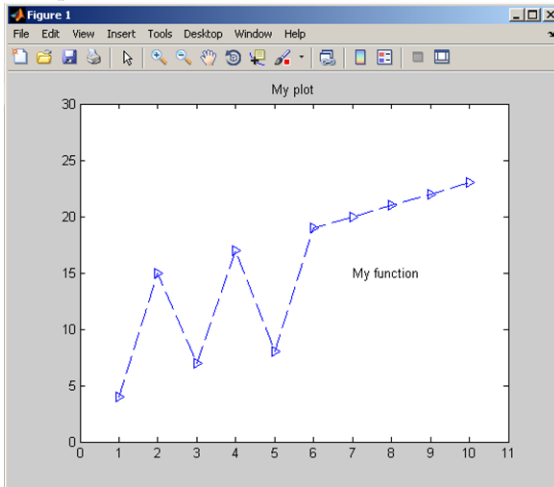 Figure 1
File Edit View Insert Tools Desktop Window Help
My plot
30
25
20
15
My function
10
5
0
0 1 2 3 4 5 6 7 8 9 10 11